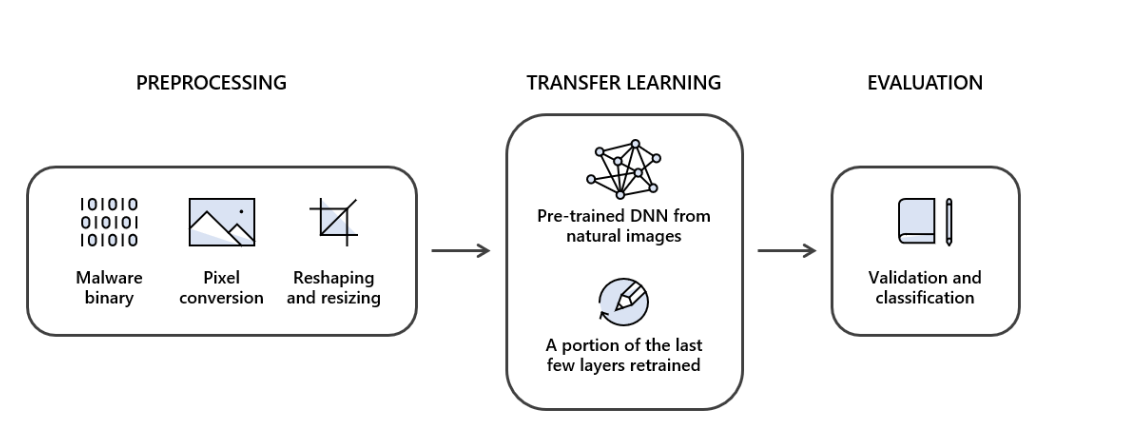 PREPROCESSING
TRANSFER LEARNING
EVALUATION
101010
010101
101010
Malware
binary
Pixel
conversion
Reshaping
and resizing
Pre-trained DNN from
natural images
A portion of the last
few layers retrained
Validation and
classification